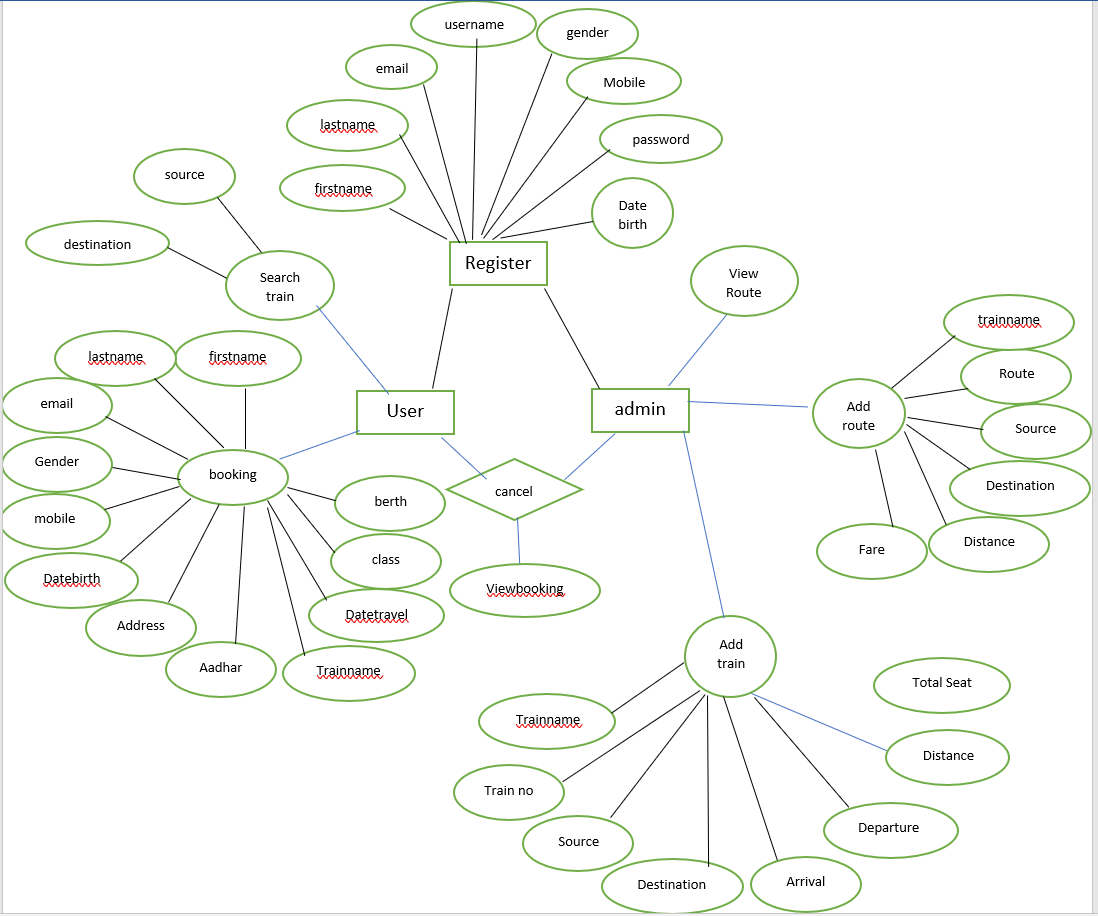 username
gender
email
Mobile
lastname
password
source
firstname
Date
birth
destination
Register
Search
train
View
Route
trainname
lastname
firstname
Route
email
User
admin
Add
route
Source
Gender
booking
cancel
Destination
berth
mobile
Distance
class
Fare
Datebirth
Viewbooking
Datetravel
Address
Aadhar
Trainname
Add
train
Total Seat
Trainname
Distance
Train no
Departure
Source
Destination
Arrival